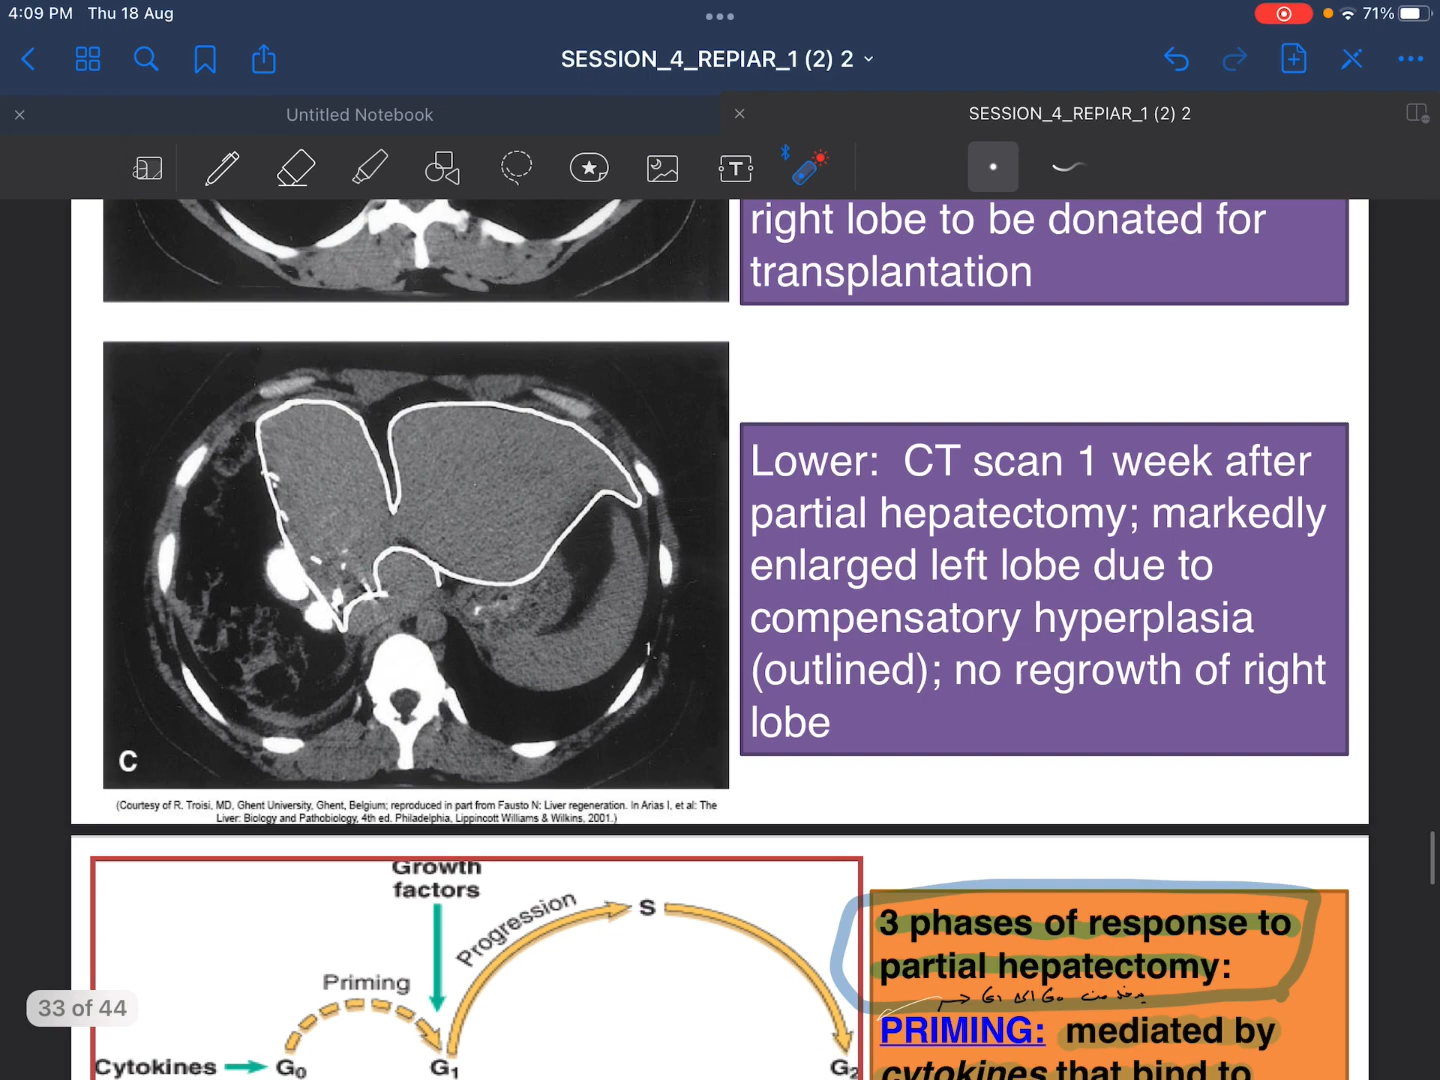 4:09 PM Thu 18 Aug
71%
SESSION_4_REPIAR_1 (2) 2
Untitled Notebook
SESSION_4_REPIAR_1 (2) 2
right lobe to be donated for
transplantation
Lower: CT scan 1 week after
partial hepatectomy; markedly
enlarged left lobe due to
compensatory hyperplasia
(outlined); no regrowth of right
lobe
C
(Courtesy of R. Troisi, MD, Ghent University, Ghent, Belgium; reproduced in part from Fausto N: Liver regeneration. In Arias I, et al: The
Liver: Biology and Pathobiology, 4th ed. Philadelphia, Lippincott Williams & Wilkins, 2001.)
Growth
factors
Progression
S
Priming
Cytokines
G0
G1
G2
3 phases of response to
partial hepatectomy:
G0 الى G1
PRIMING: mediated by
cytokines that bind to
33 of 44